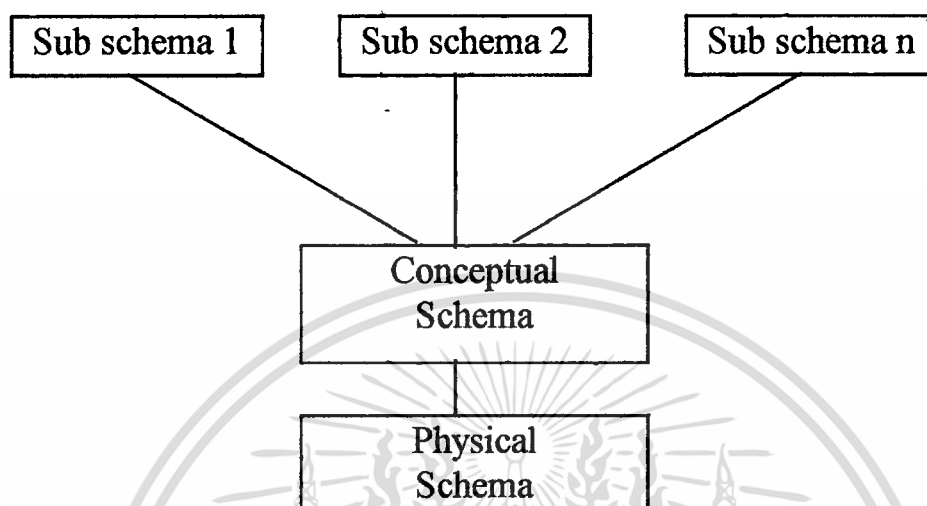 Sub schema 1
Sub schema 2
Sub schema n
Conceptual
Schema
Physical
Schema